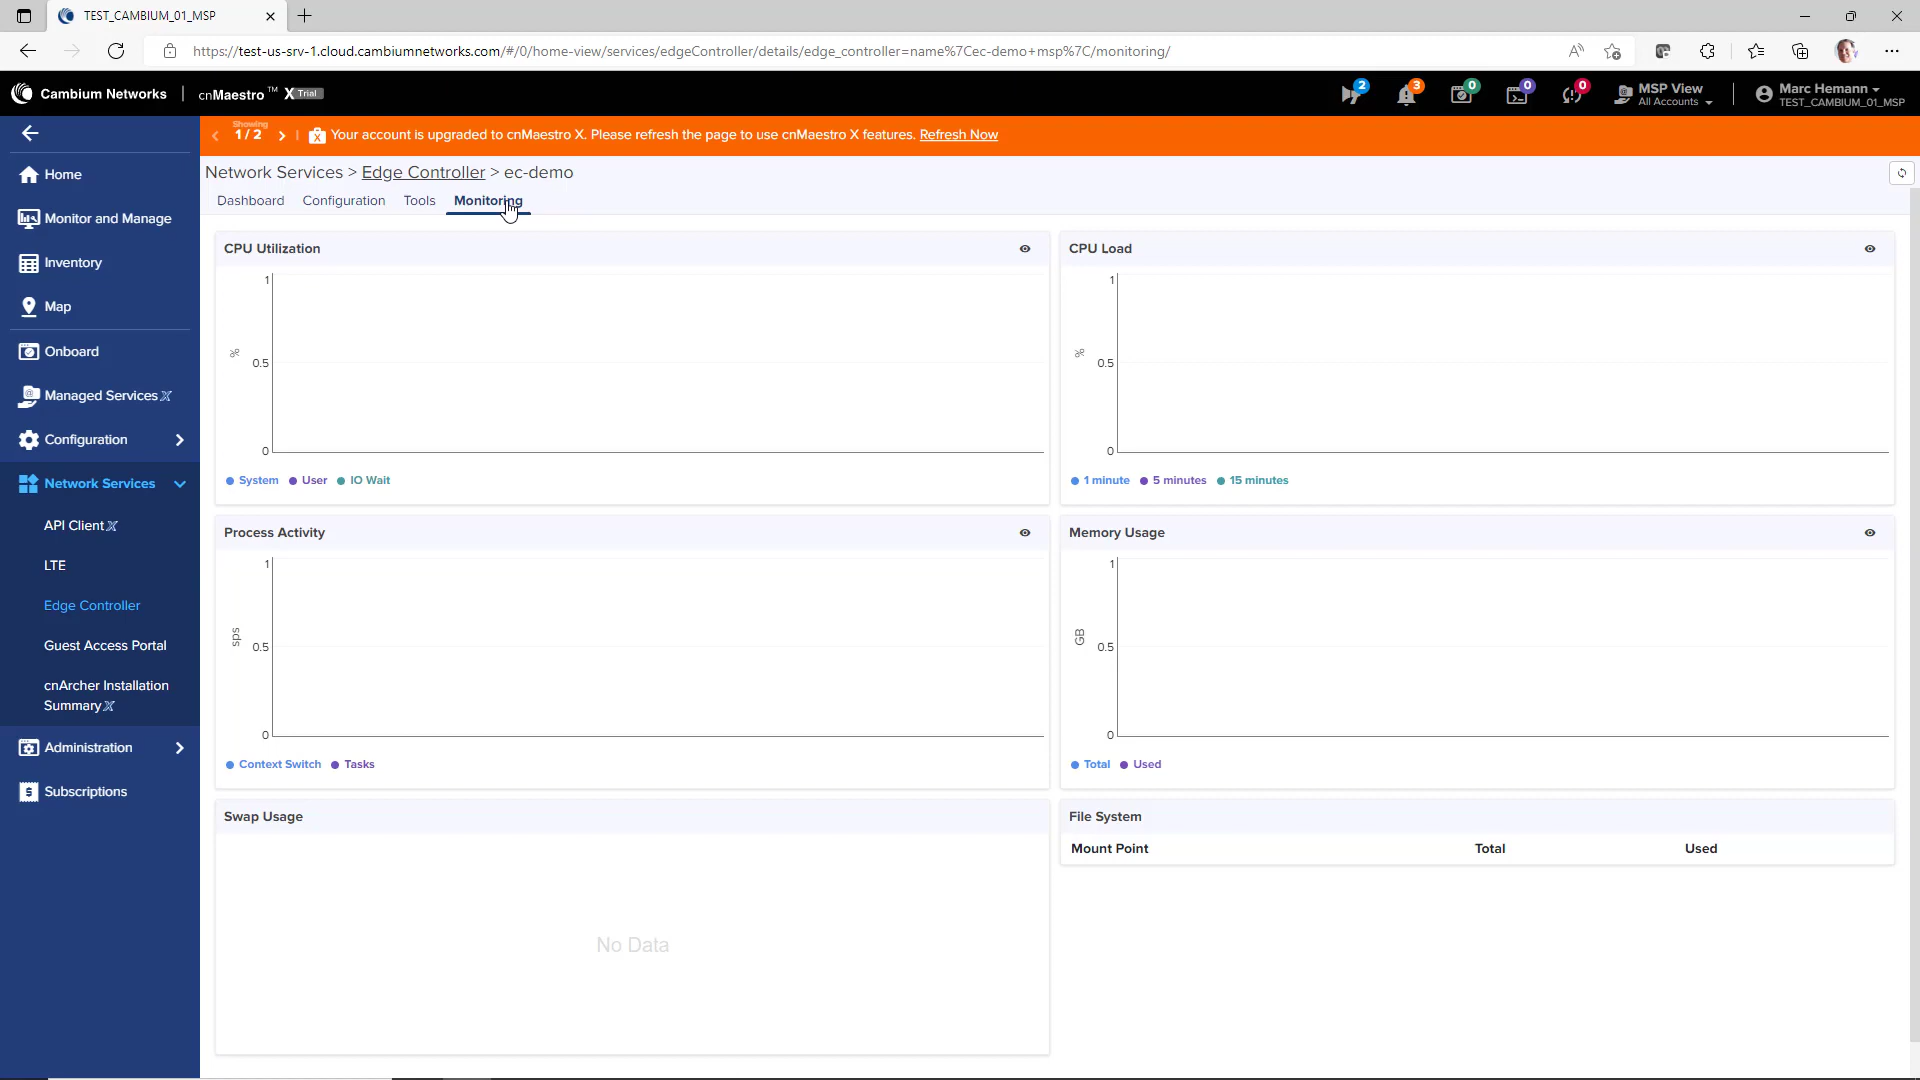 TEST_CAMBIUM_01_MSP
https://test-us-srv-1.cloud.cambiumnetworks.com/#/0/home-view/services/edgeController/details/edge_controller=name%7Cec-demo+msp%7C/monitoring/
Cambium Networks | cnMaestro™ X Trial
2
3
0
0
0
MSP View
All Accounts
Marc Hemann
TEST_CAMBIUM_01_MSP
Showing
1 / 2
Your account is upgraded to cnMaestro X. Please refresh the page to use cnMaestro X features. Refresh Now
Home
Monitor and Manage
Inventory
Map
Onboard
Managed Services X
Configuration
Network Services
API Client X
LTE
Edge Controller
Guest Access Portal
cnArcher Installation
Summary X
Administration
Subscriptions
Network Services > Edge Controller > ec-demo
Dashboard Configuration Tools Monitoring
CPU Utilization
1
%
0.5
0
System User IO Wait
CPU Load
1
%
0.5
0
1 minute 5 minutes 15 minutes
Process Activity
1
sps
0.5
0
Context Switch Tasks
Memory Usage
1
GB
0.5
0
Total Used
Swap Usage
No Data
File System
Mount Point Total Used